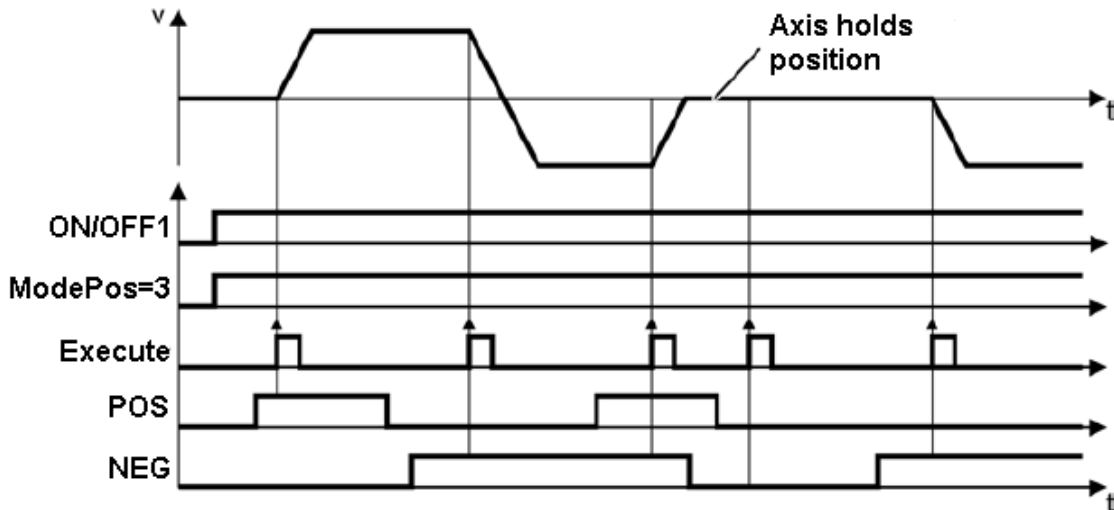 v
Axis holds
position
t
ON/OFF1
ModePos=3
Execute
POS
NEG
t